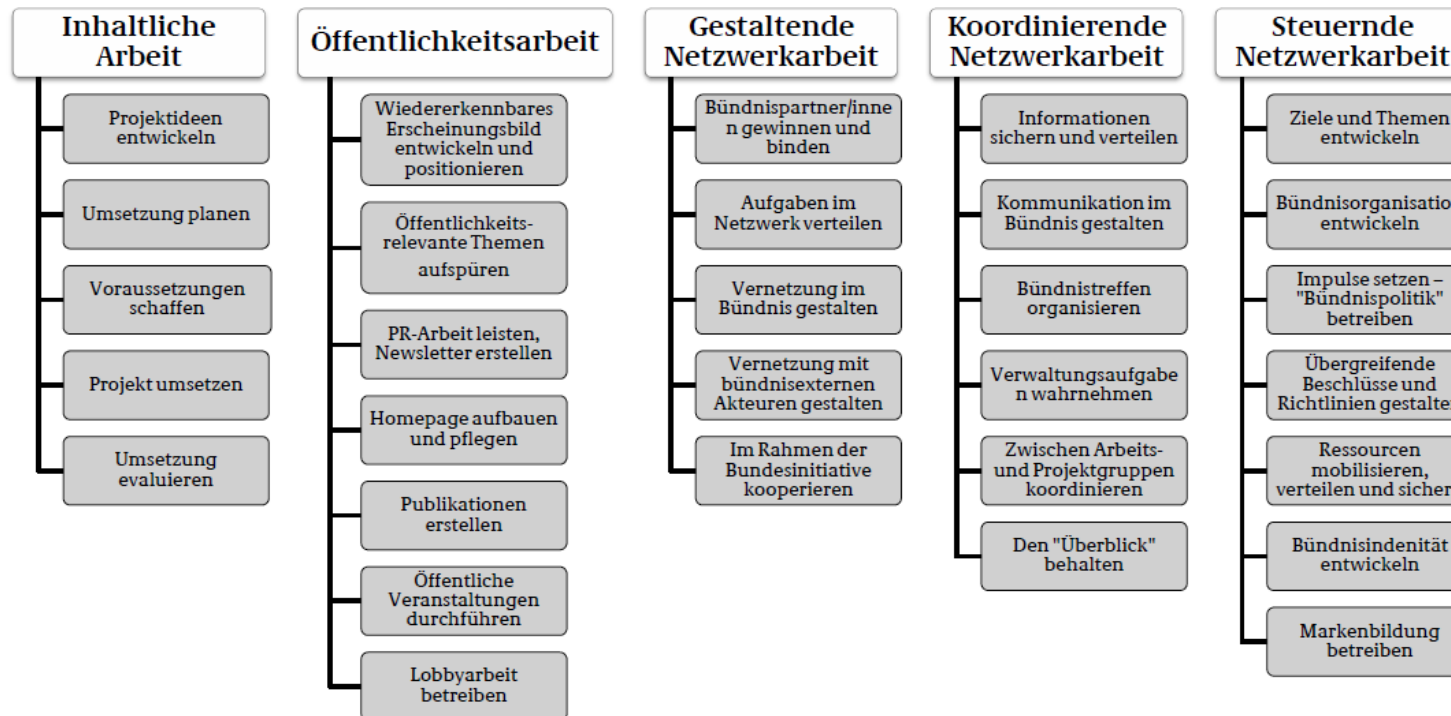 Inhaltliche
Arbeit
Projektideen
entwickeln
Umsetzung planen
Voraussetzungen
schaffen
Projekt umsetzen
Umsetzung
evaluieren
Öffentlichkeitsarbeit
Wiedererkennbares
Erscheinungsbild
entwickeln und
positionieren
Öffentlichkeits-
relevante Themen
aufspüren
PR-Arbeit leisten,
Newsletter erstellen
Homepage aufbauen
und pflegen
Publikationen
erstellen
Öffentliche
Veranstaltungen
durchführen
Lobbyarbeit
betreiben
Gestaltende
Netzwerkarbeit
Bündnispartner/inne
n gewinnen und
binden
Aufgaben im
Netzwerk verteilen
Vernetzung im
Bündnis gestalten
Vernetzung mit
bündnisexternen
Akteuren gestalten
Im Rahmen der
Bundesinitiative
kooperieren
Koordinierende
Netzwerkarbeit
Informationen
sichern und verteilen
Kommunikation im
Bündnis gestalten
Bündnistreffen
organisieren
Verwaltungsaufgabe
n wahrnehmen
Zwischen Arbeits-
und Projektgruppen
koordinieren
Den "Überblick"
behalten
Steuernde
Netzwerkarbeit
Ziele und Themen
entwickeln
Bündnisorganisatio
entwickeln
Impulse setzen –
"Bündnispolitik"
betreiben
Übergreifende
Beschlüsse und
Richtlinien gestalte
Ressourcen
mobilisieren,
verteilen und sicher
Bündnisindenität
entwickeln
Markenbildung
betreiben